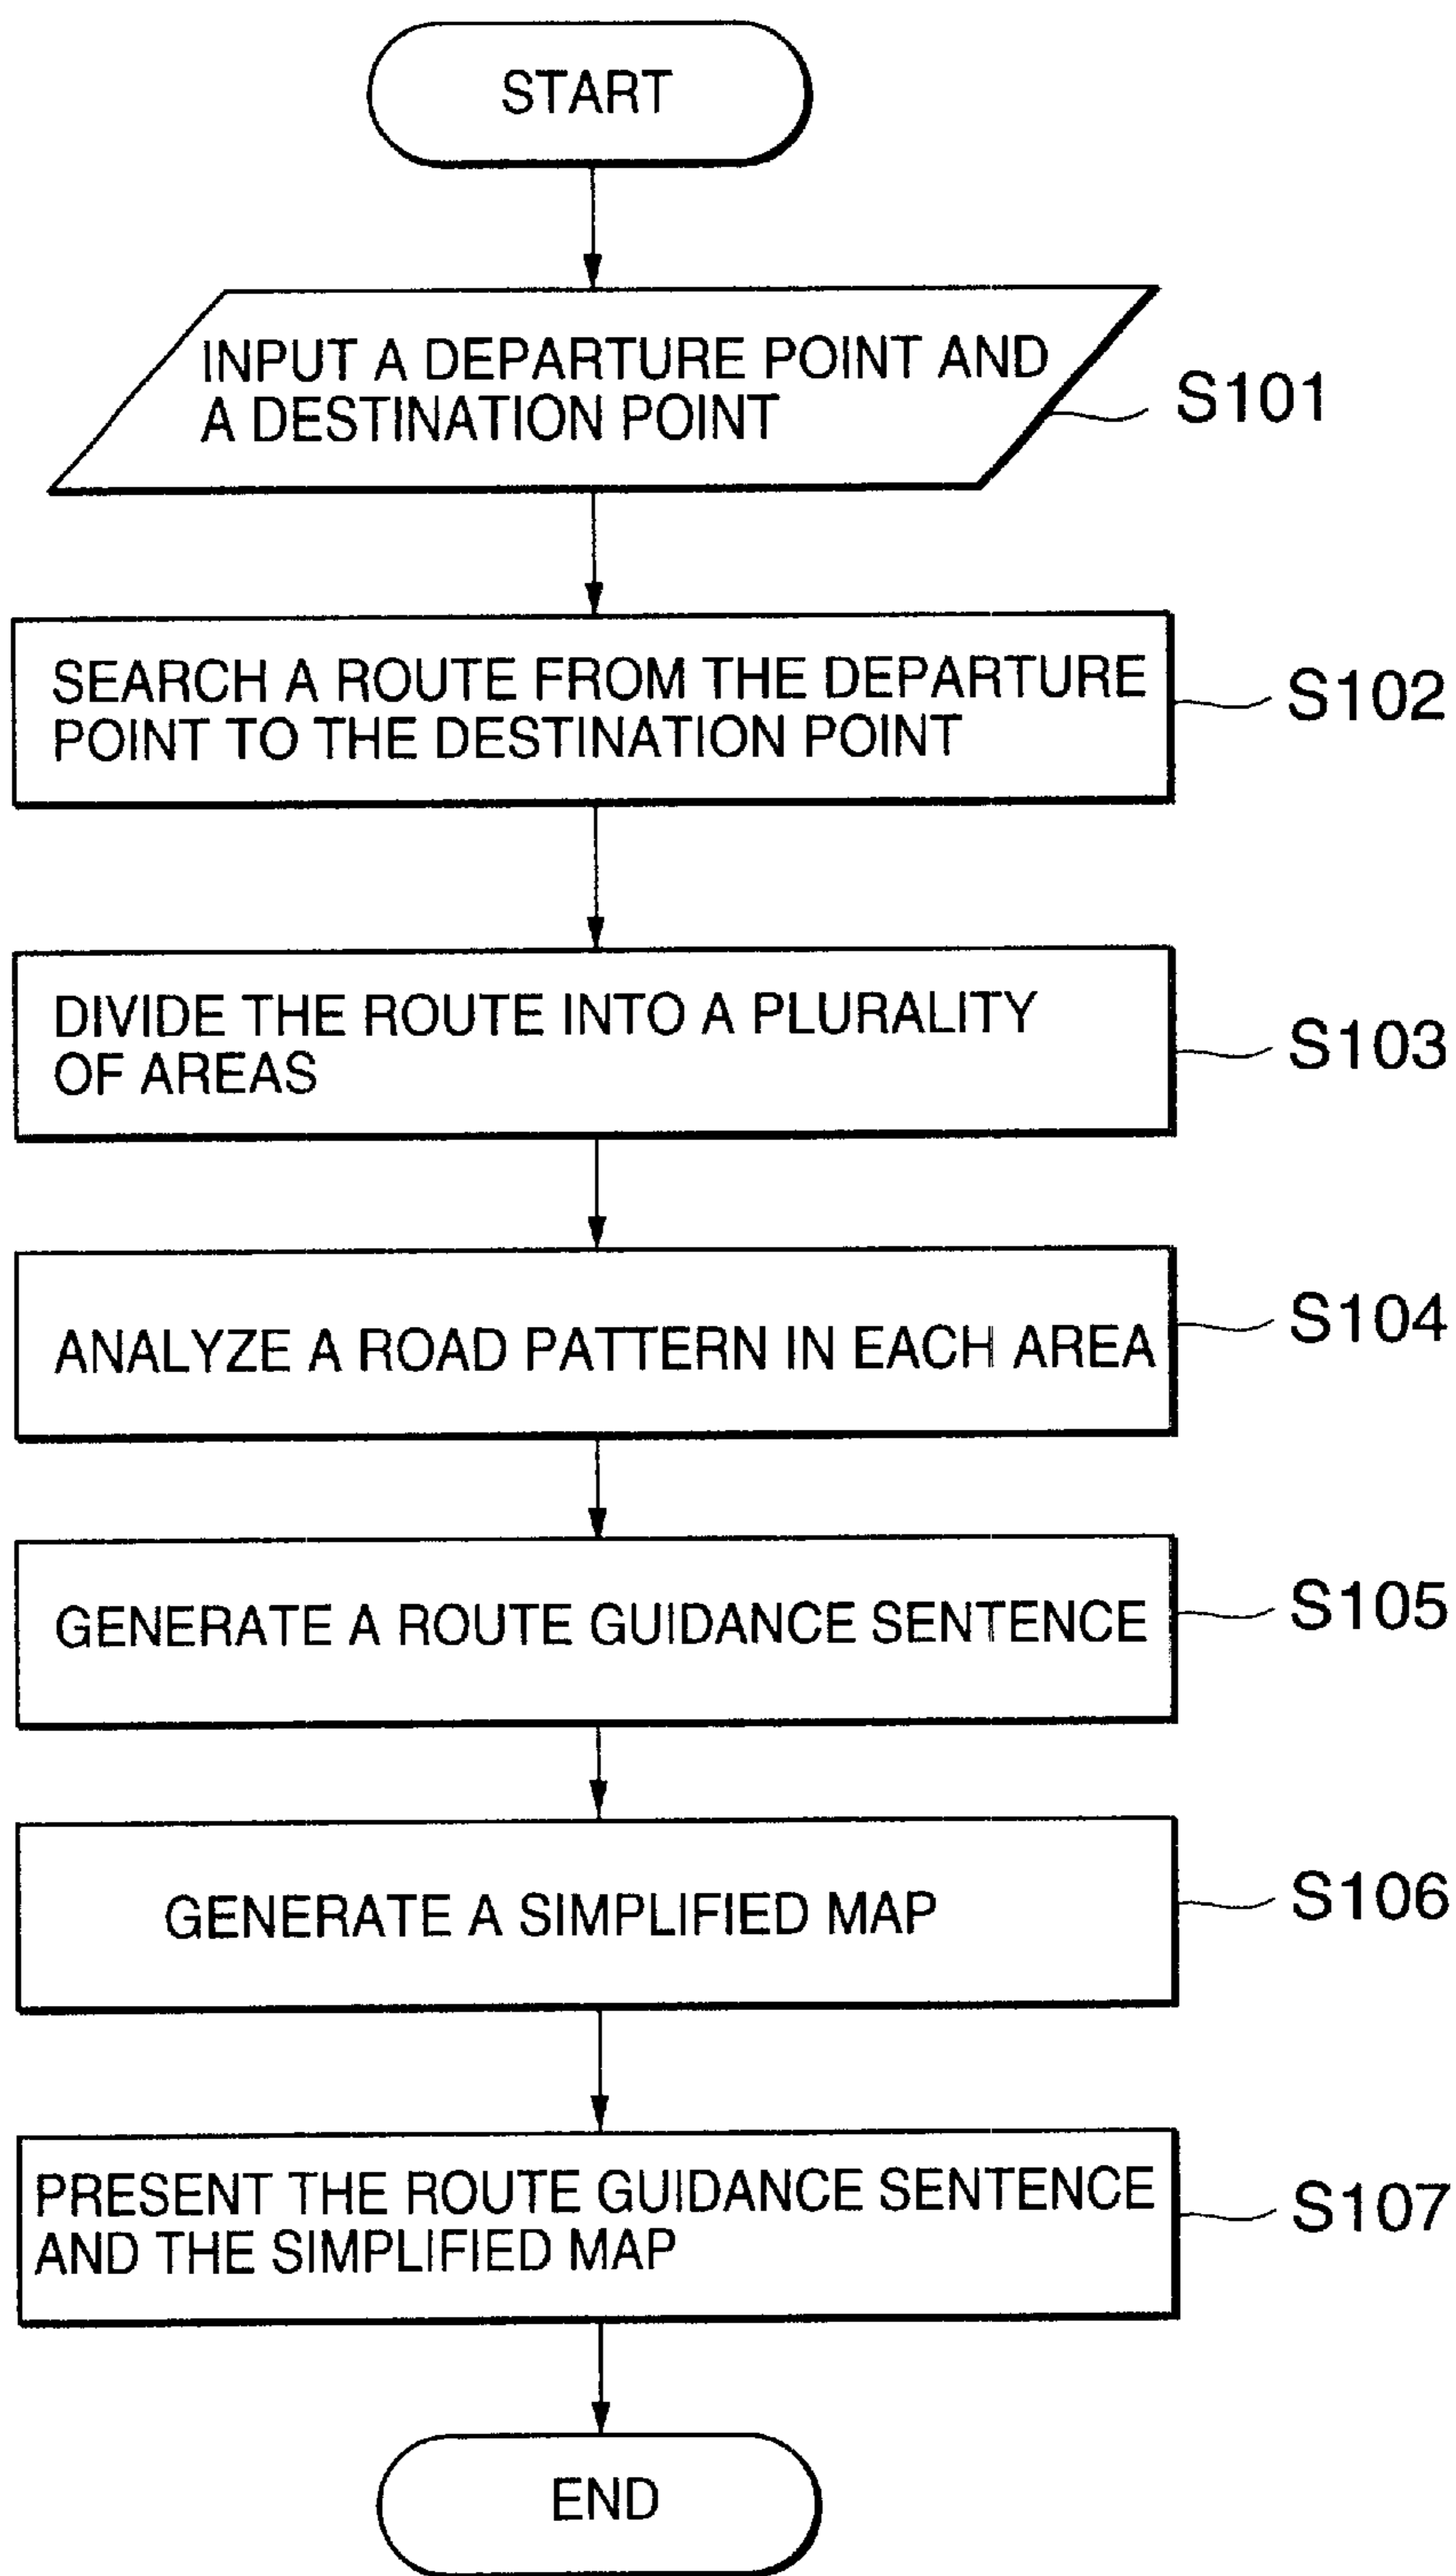 START
INPUT A DEPARTURE POINT AND
A DESTINATION POINT
S101
SEARCH A ROUTE FROM THE DEPARTURE
POINT TO THE DESTINATION POINT
S102
DIVIDE THE ROUTE INTO A PLURALITY
OF AREAS
S103
ANALYZE A ROAD PATTERN IN EACH AREA
S104
GENERATE A ROUTE GUIDANCE SENTENCE
S105
GENERATE A SIMPLIFIED MAP
S106
PRESENT THE ROUTE GUIDANCE SENTENCE
AND THE SIMPLIFIED MAP
S107
END